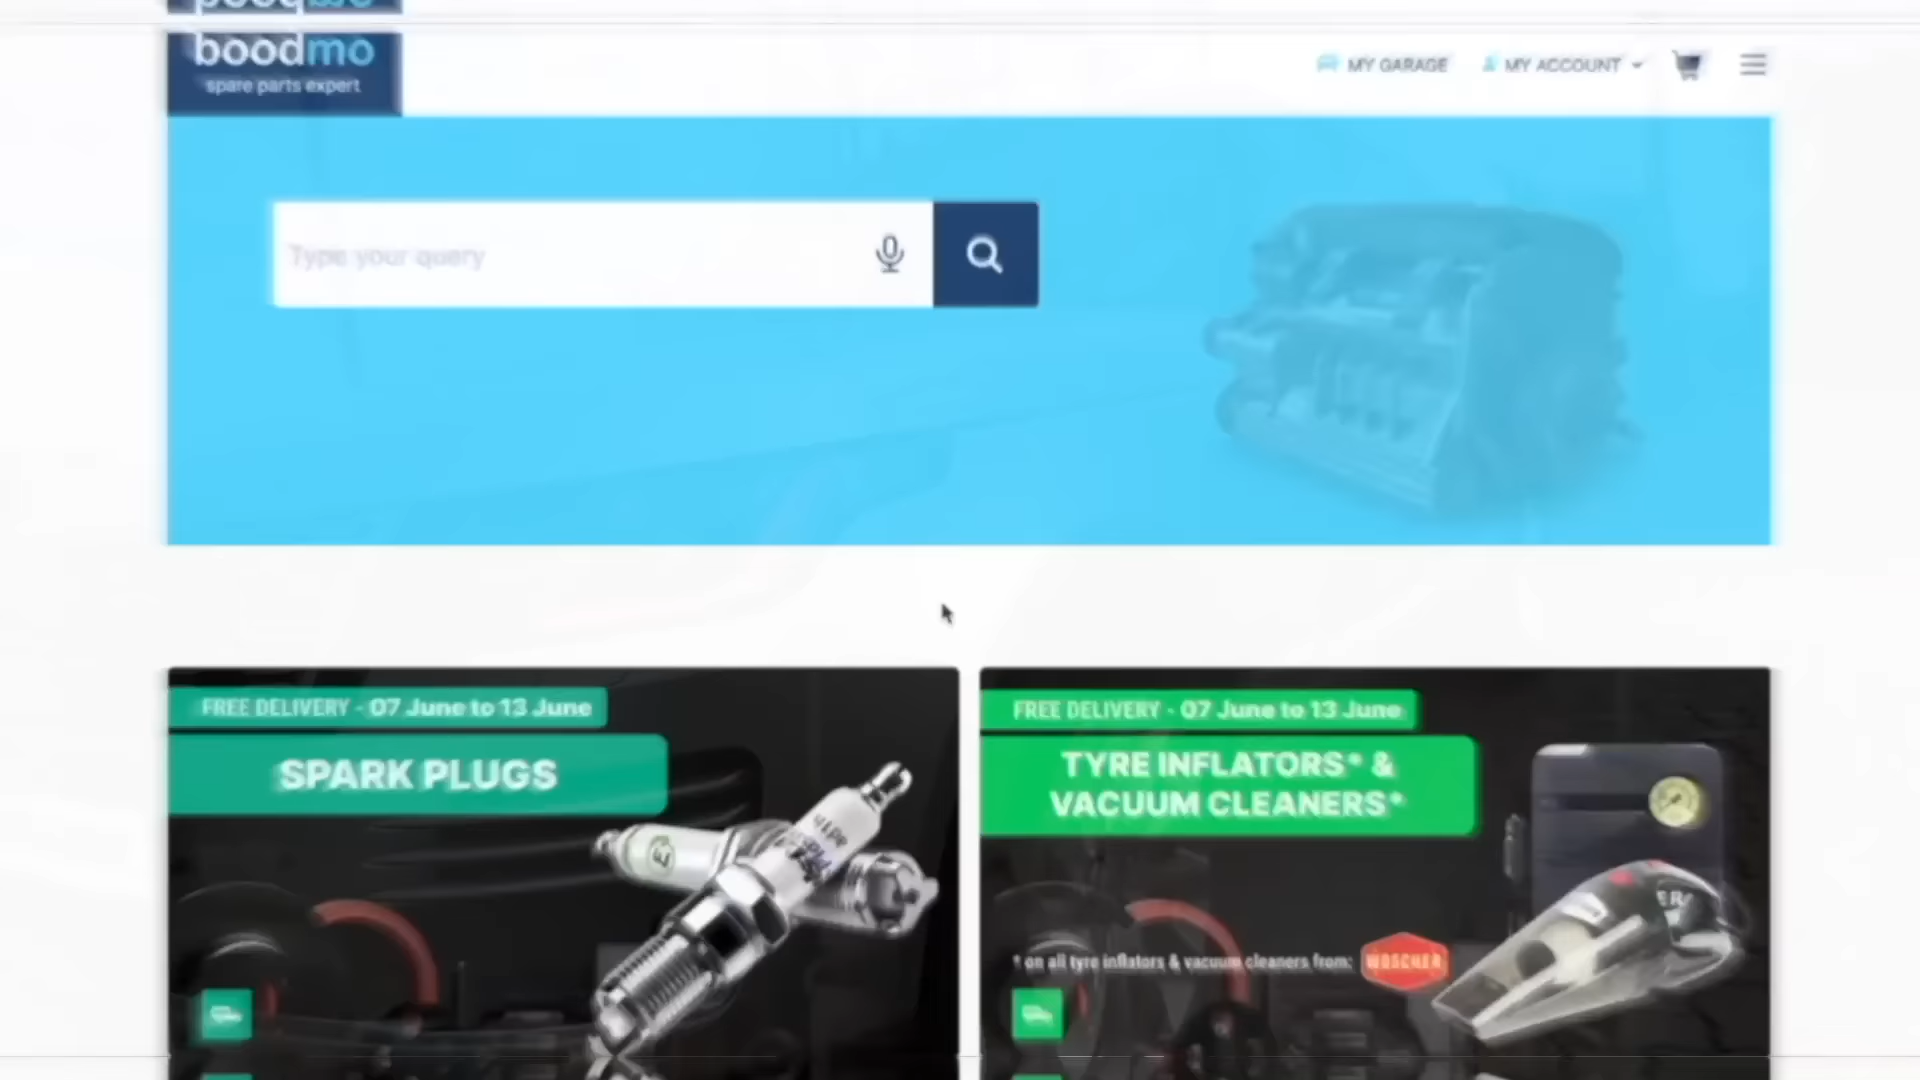 boodmo
spare parts expert
MY GARAGE
MY ACCOUNT
Type your query
FREE DELIVERY - 07 June to 13 June
SPARK PLUGS
FREE DELIVERY - 07 June to 13 June
TYRE INFLATORS* &
VACUUM CLEANERS*
* on all tyre inflators & vacuum cleaners from:
WOSCHER